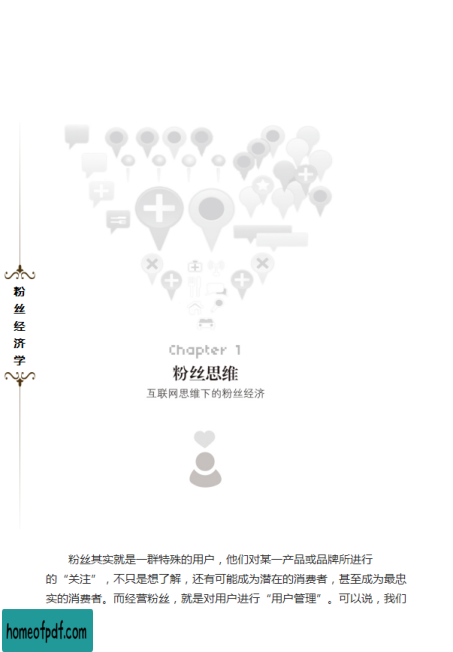 粉丝经济学
Chapter 1
粉丝思维
互联网思维下的粉丝经济
粉丝其实就是一群特殊的用户，他们对某一产品或品牌所进行
的“关注”，不只是想了解，还有可能成为潜在的消费者，甚至成为最忠
实的消费者。而经营粉丝，就是对用户进行“用户管理”。可以说，我们
homeofpdf.com